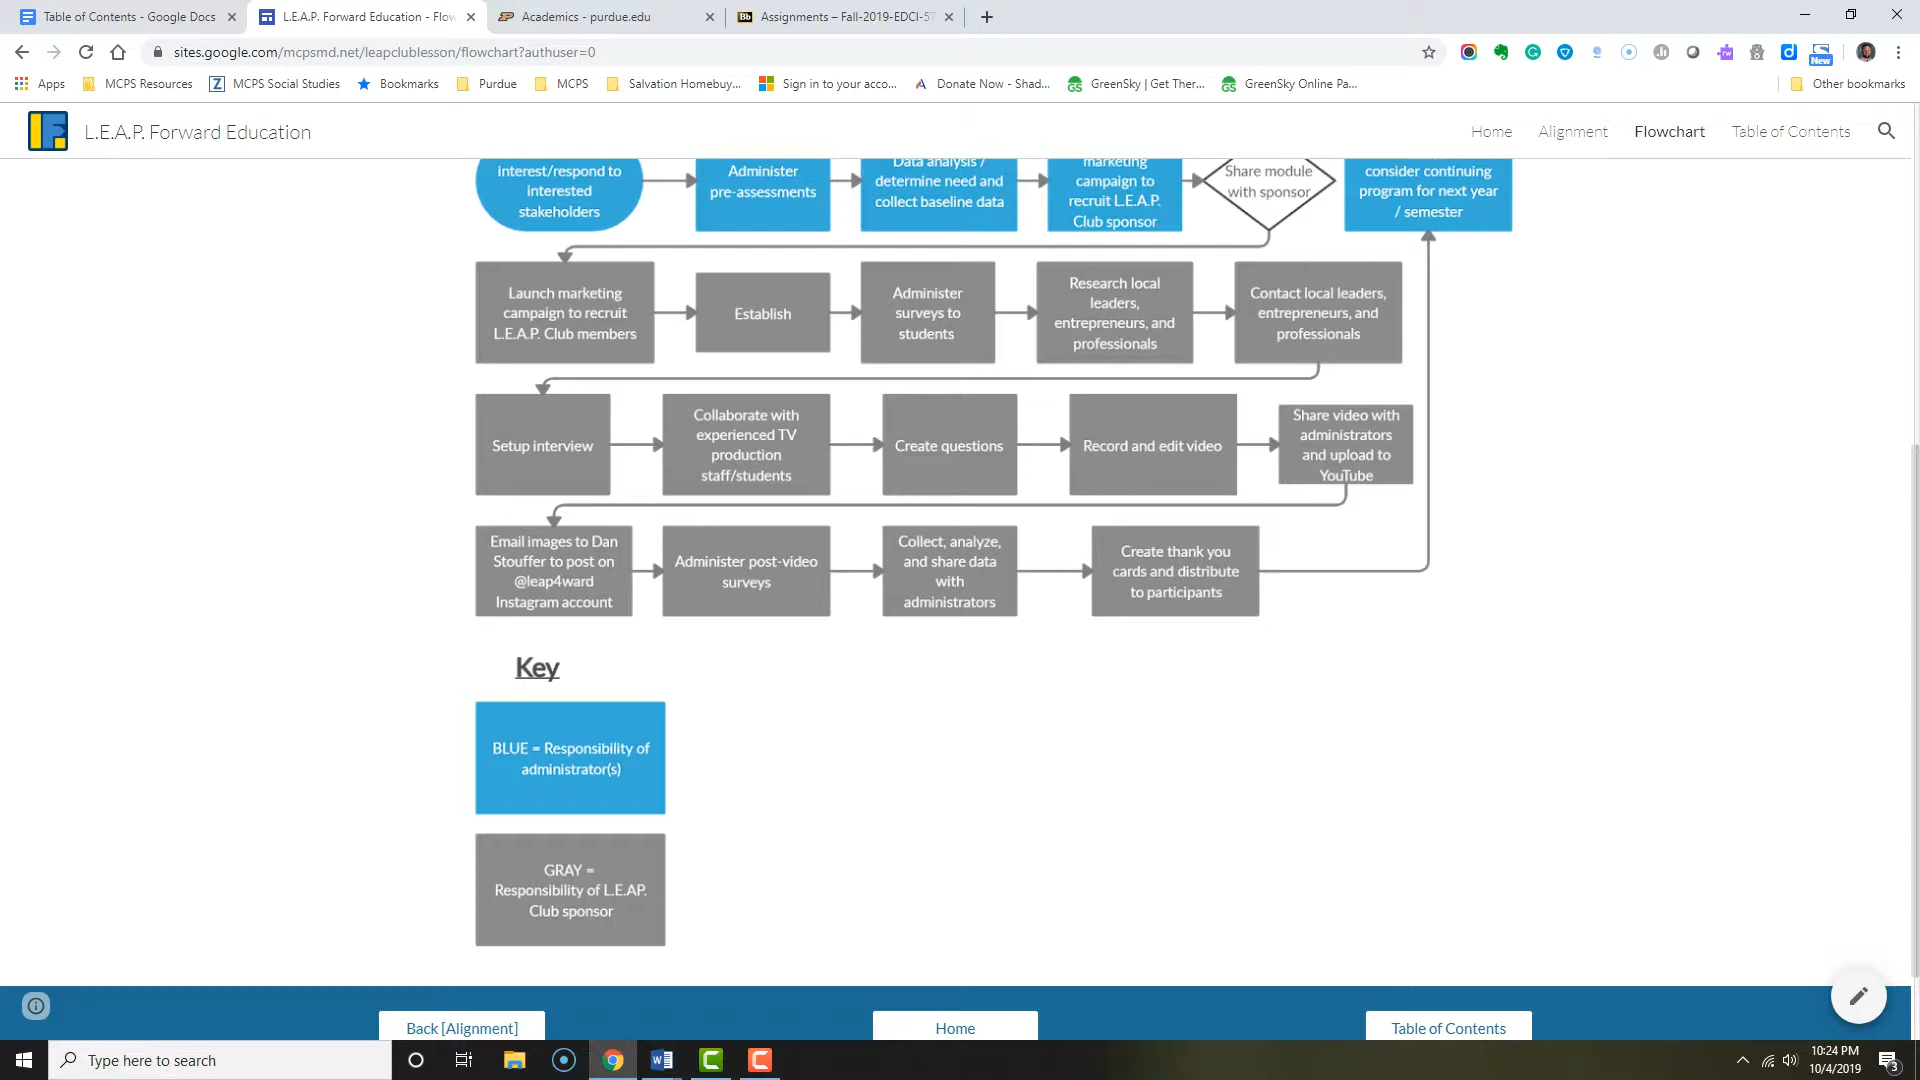 Table of Contents - Google Docs
L.E.A.P. Forward Education - Flow
Academics - purdue.edu
Bb Assignments – Fall-2019-EDCI-57
sites.google.com/mcpsmd.net/leapclublesson/flowchart?authuser=0
New
Apps
MCPS Resources
Z MCPS Social Studies
Bookmarks
Purdue
MCPS
Salvation Homebuy...
Sign in to your acco...
Donate Now - Shad...
GreenSky | Get Ther...
GreenSky Online Pa...
Other bookmarks
L.E.A.P. Forward Education
Home
Alignment
Flowchart
Table of Contents
interest/respond to
interested
stakeholders
Administer
pre-assessments
Data analysis /
determine need and
collect baseline data
marketing
campaign to
recruit L.E.A.P.
Club sponsor
Share module
with sponsor
consider continuing
program for next year
/ semester
Launch marketing
campaign to recruit
L.E.A.P. Club members
Establish
Administer
surveys to
students
Research local
leaders,
entrepreneurs, and
professionals
Contact local leaders,
entrepreneurs, and
professionals
Setup interview
Collaborate with
experienced TV
production
staff/students
Create questions
Record and edit video
Share video with
administrators
and upload to
YouTube
Email images to Dan
Stouffer to post on
@leap4ward
Instagram account
Administer post-video
surveys
Collect, analyze,
and share data
with
administrators
Create thank you
cards and distribute
to participants
Key
BLUE = Responsibility of
administrator(s)
GRAY =
Responsibility of L.E.AP.
Club sponsor
Back [Alignment]
Home
Table of Contents
Type here to search
10:24 PM
10/4/2019
3